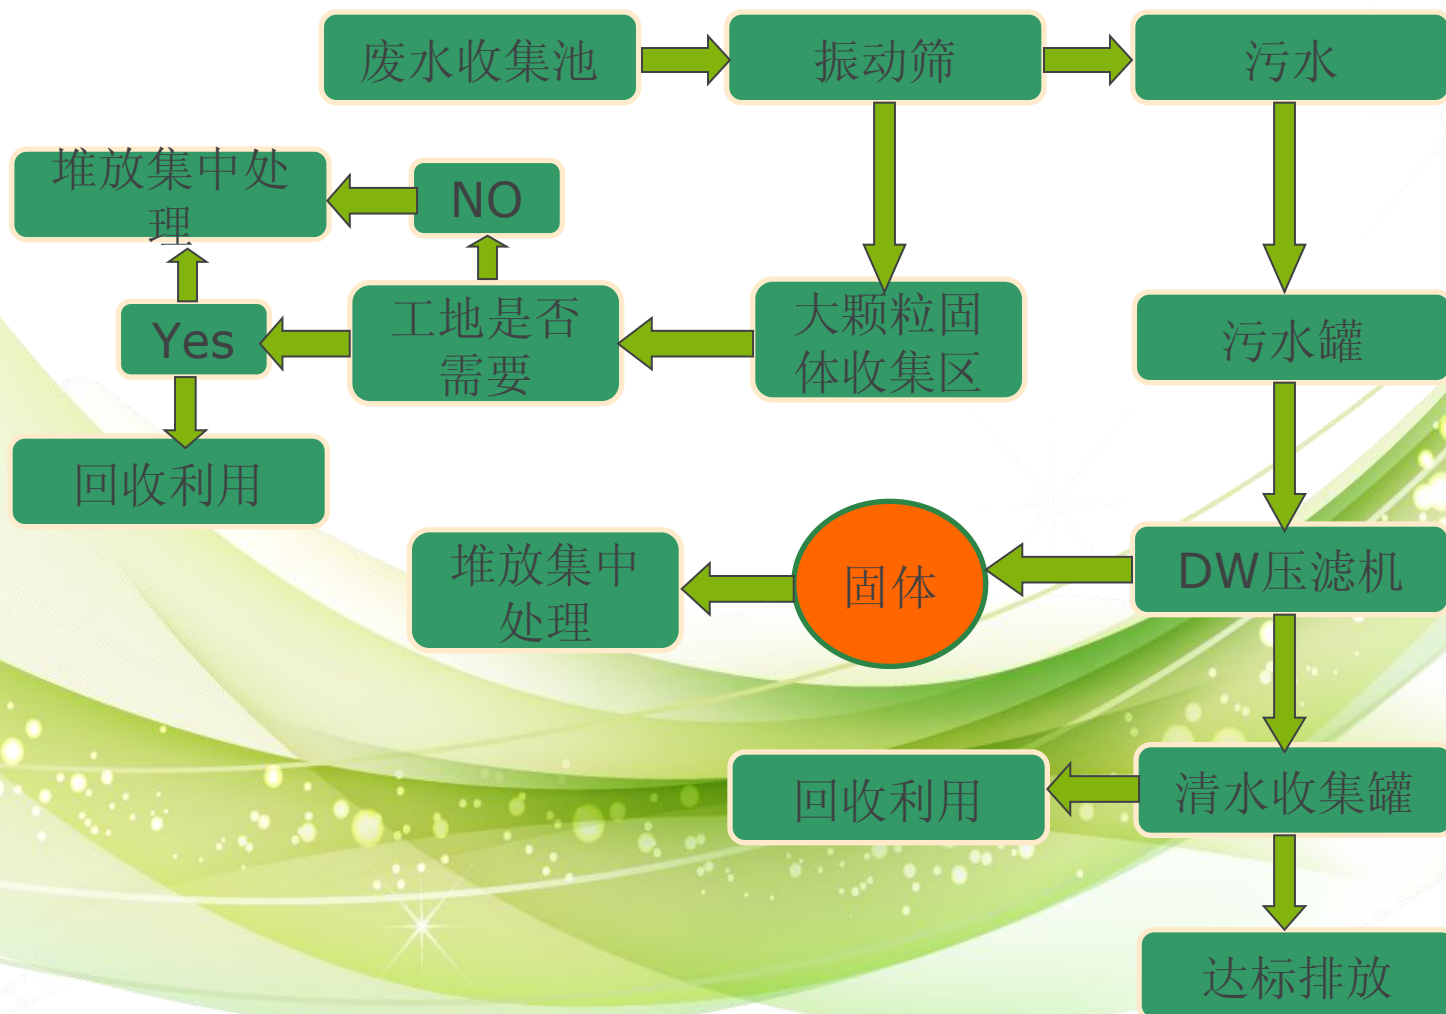 废水收集池
振动筛
污水
堆放集中处
理
NO
Yes
工地是否
需要
大颗粒固
体收集区
污水罐
回收利用
堆放集中
处理
固体
DW压滤机
回收利用
清水收集罐
达标排放